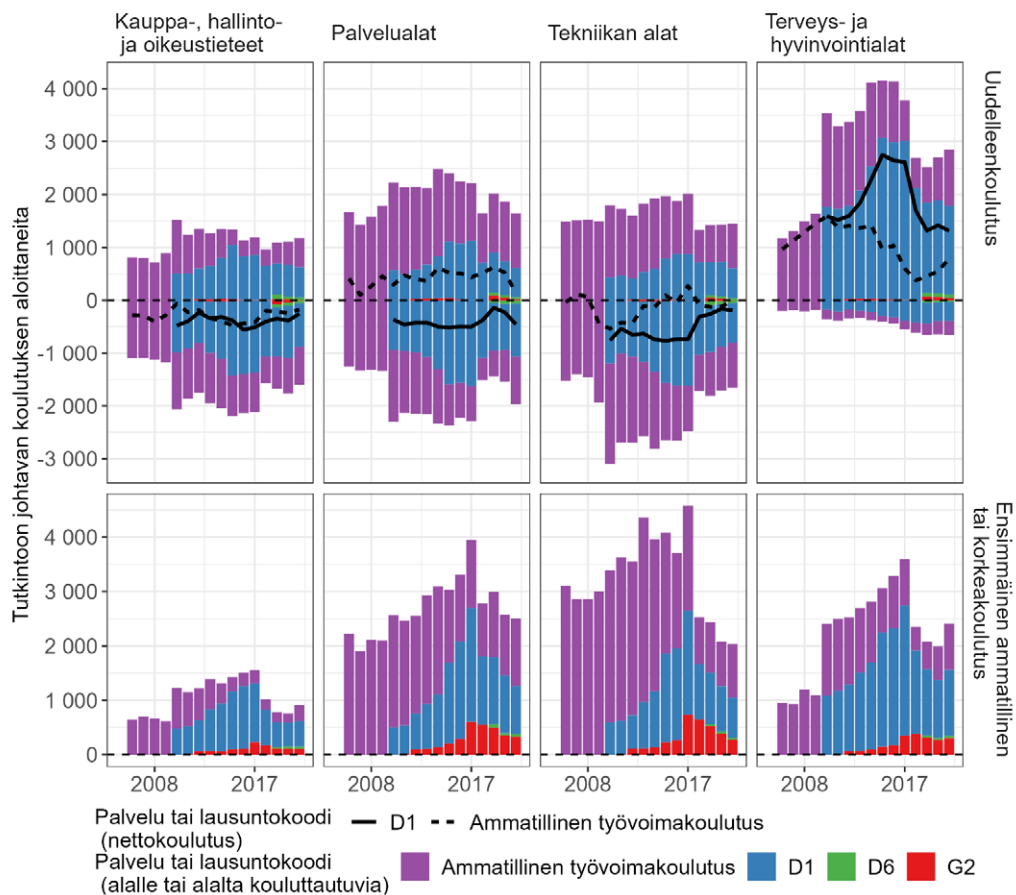 Kauppa-, hallinto-
ja oikeustieteet
Palvelualat
Tekniikan alat
Terveys- ja
hyvinvointialat
Tutkintoon johtavan koulutuksen aloittaneita
4 000
3 000
2 000
1 000
0
-1 000
-2 000
-3 000
Uudelleenkoulutus
4 000
3 000
2 000
1 000
0
Ensimmäinen ammatillinen
tai korkeakoulutus
2008 2017 2008 2017 2008 2017 2008 2017
Palvelu tai lausuntokoodi
(nettokoulutus)
D1 Ammatillinen työvoimakoulutus
Palvelu tai lausuntokoodi
(alalle tai alalta kouluttautuvia)
Ammatillinen työvoimakoulutus D1 D6 G2